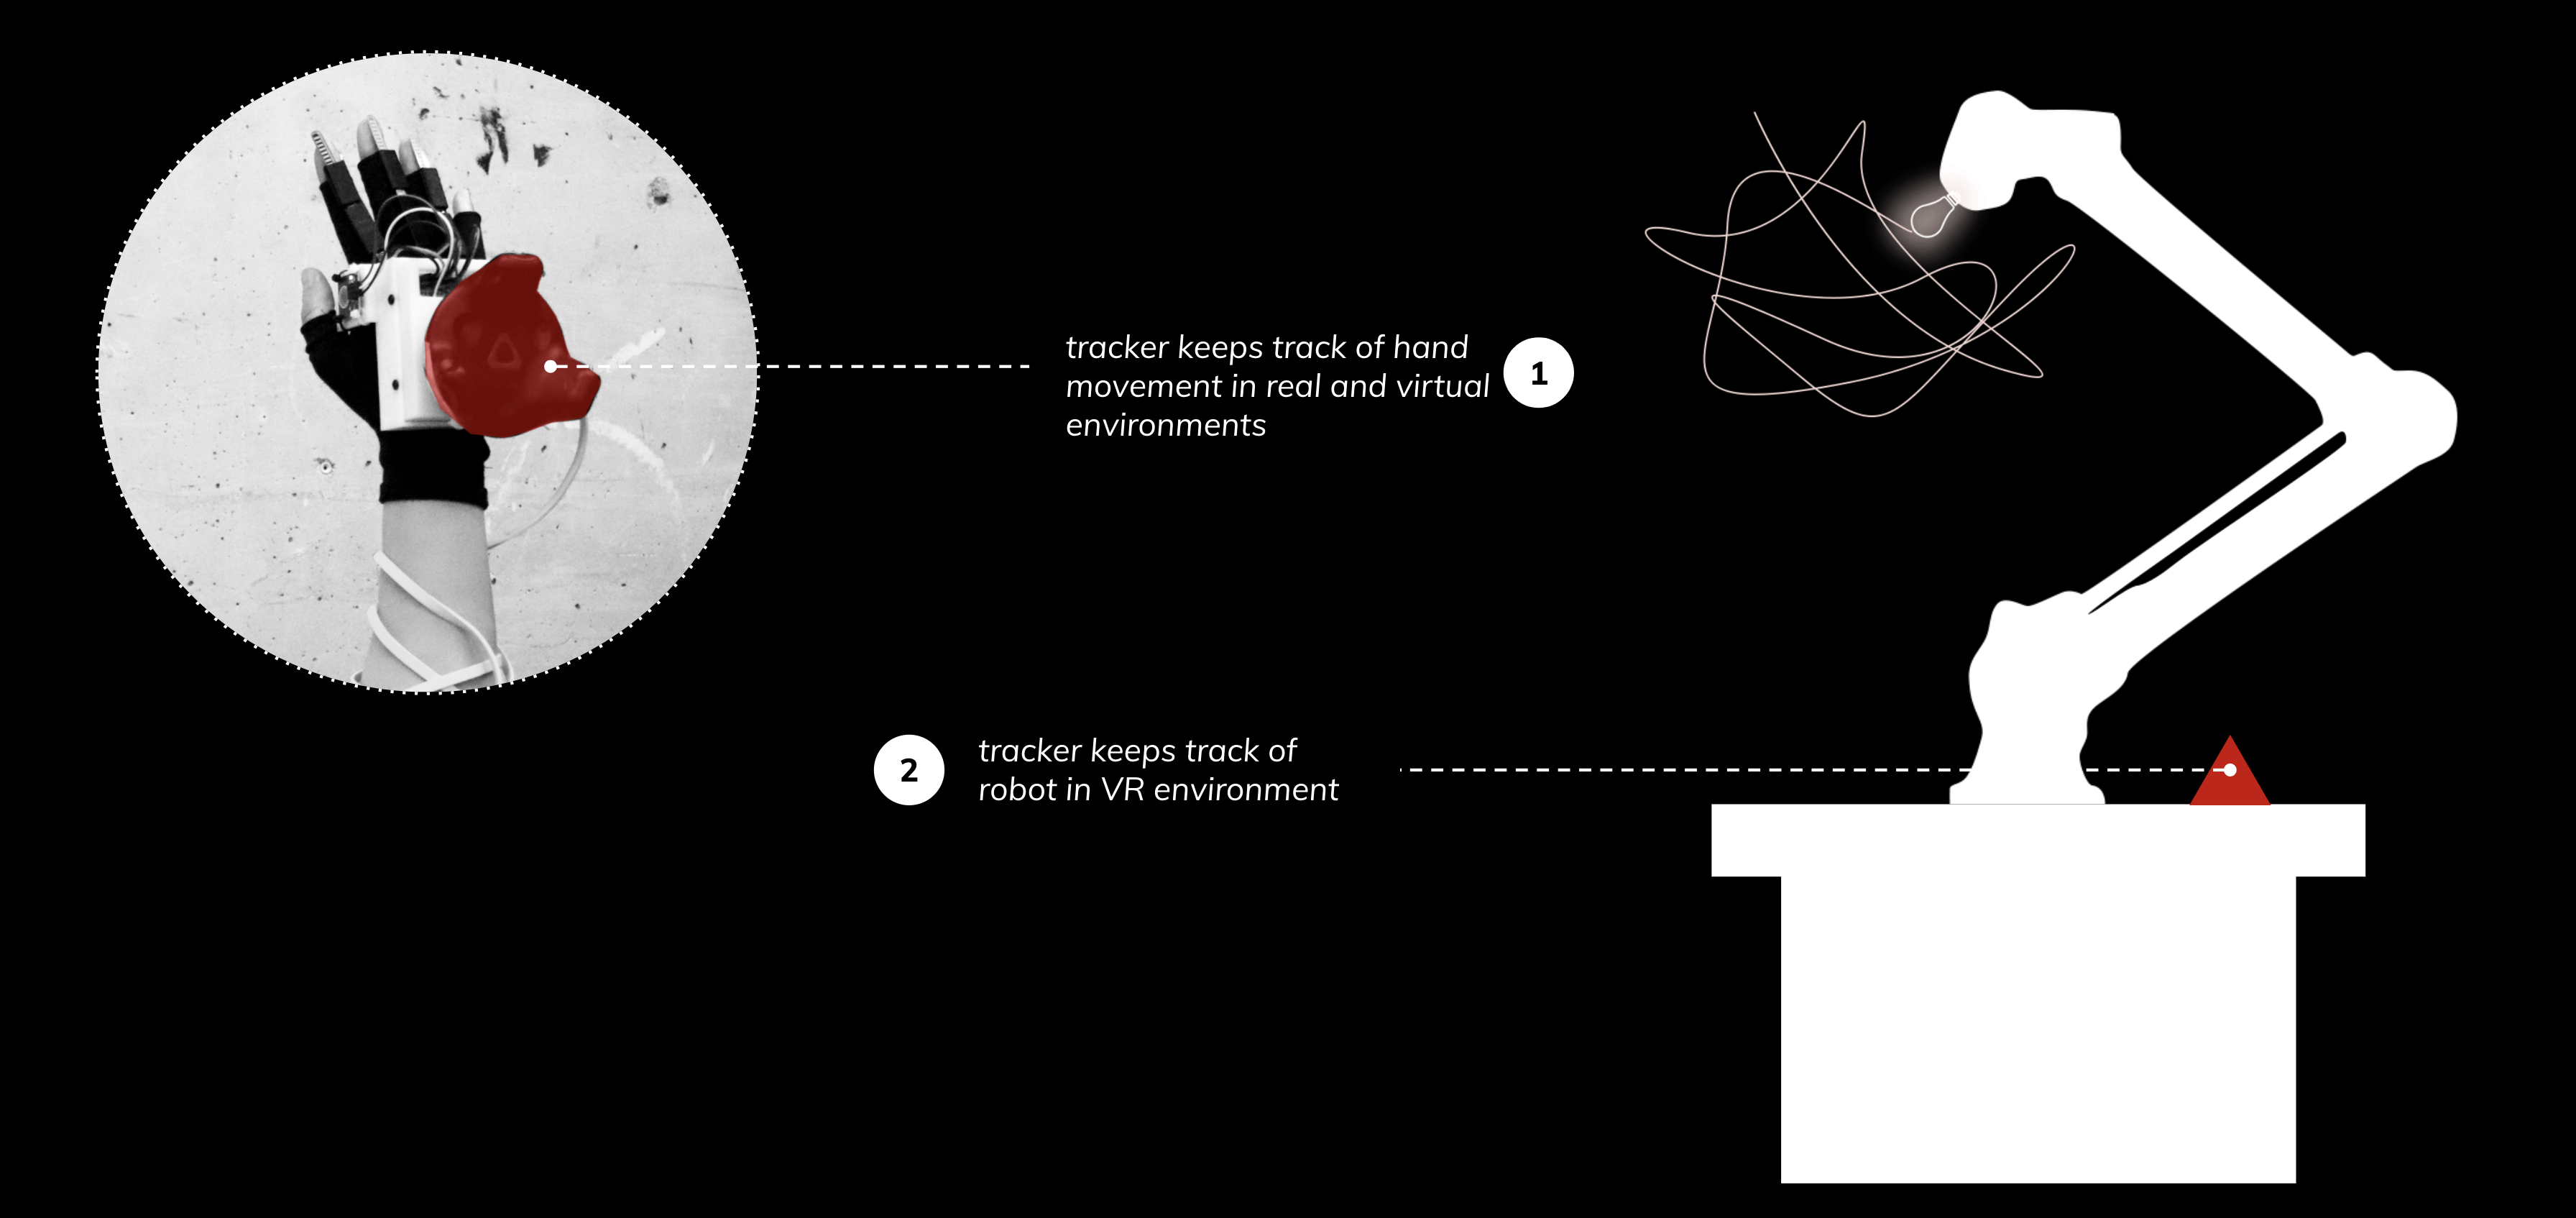 tracker keeps track of hand
movement in real and virtual
environments
1
2
tracker keeps track of
robot in VR environment